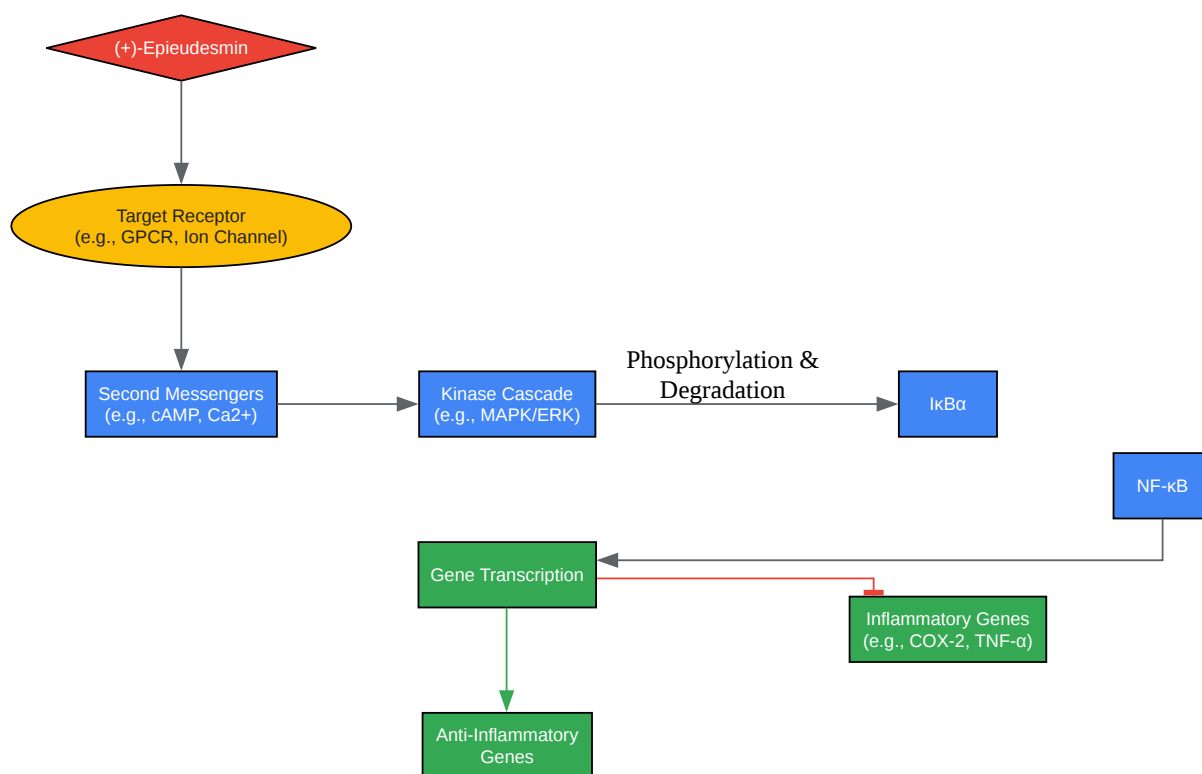 (+)-Epieudesmin
Target Receptor
(e.g., GPCR, Ion Channel)
Second Messengers
(e.g., cAMP, Ca2+)
Kinase Cascade
(e.g., MAPK/ERK)
Phosphorylation &
Degradation
IκBα
NF-κB
Gene Transcription
Inflammatory Genes
(e.g., COX-2, TNF-α)
Anti-Inflammatory
Genes